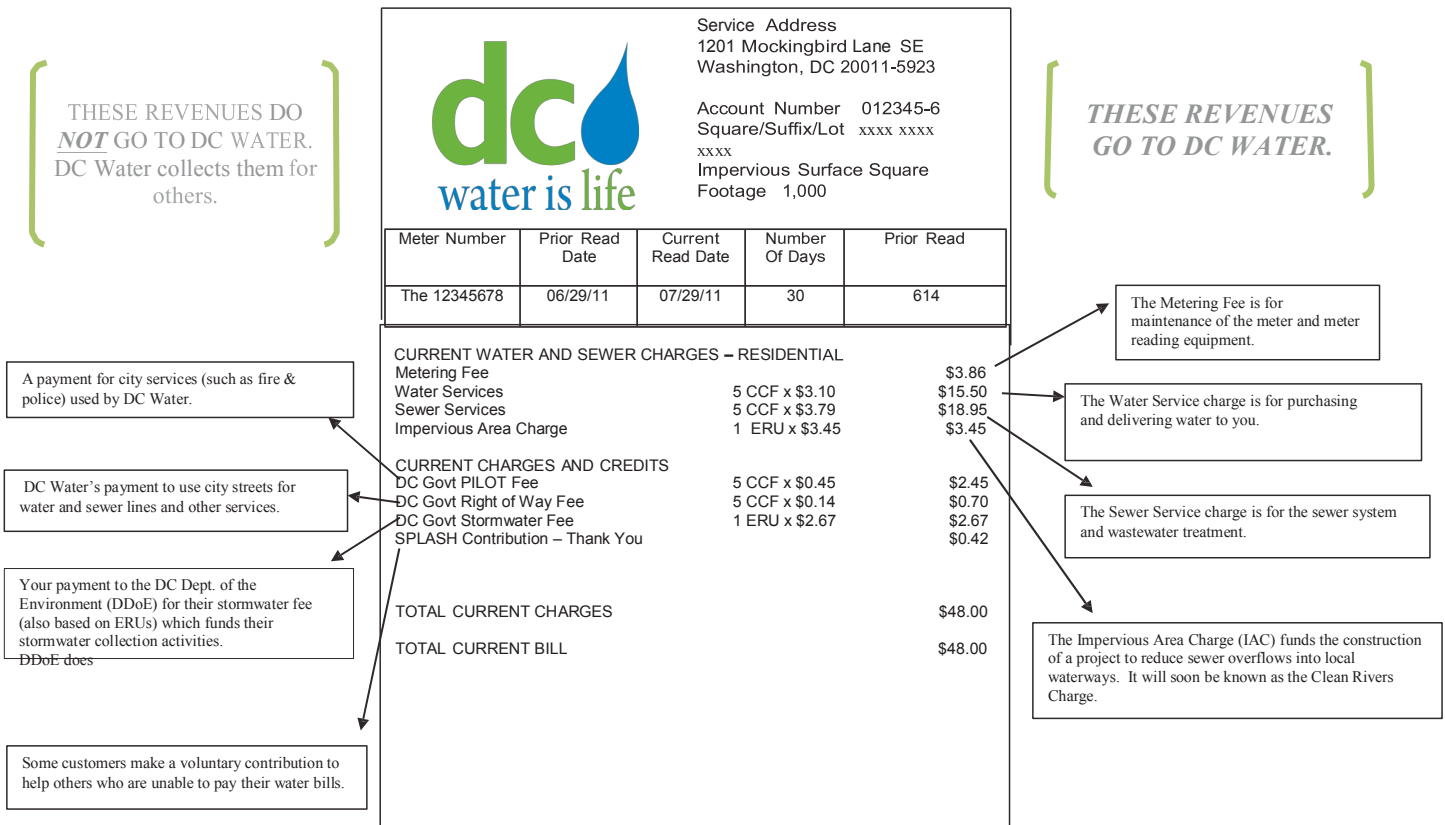 THESE REVENUES DO
NOT GO TO DC WATER.
DC Water collects them for
others.
dc
water is life
Service Address
1201 Mockingbird Lane SE
Washington, DC 20011-5923
Account Number 012345-6
Square/Suffix/Lot xxxx xxxx
xxxx
Impervious Surface Square
Footage 1,000
THESE REVENUES
GO TO DC WATER.
Meter Number Prior Read Date Current Read Date Number Of Days Prior Read
The 12345678 06/29/11 07/29/11 30 614
CURRENT WATER AND SEWER CHARGES – RESIDENTIAL
Metering Fee $3.86
Water Services 5 CCF x $3.10 $15.50
Sewer Services 5 CCF x $3.79 $18.95
Impervious Area Charge 1 ERU x $3.45 $3.45
CURRENT CHARGES AND CREDITS
DC Govt PILOT Fee 5 CCF x $0.45 $2.45
DC Govt Right of Way Fee 5 CCF x $0.14 $0.70
DC Govt Stormwater Fee 1 ERU x $2.67 $2.67
SPLASH Contribution – Thank You $0.42
TOTAL CURRENT CHARGES $48.00
TOTAL CURRENT BILL $48.00
A payment for city services (such as fire &
police) used by DC Water.
DC Water's payment to use city streets for
water and sewer lines and other services.
Your payment to the DC Dept. of the
Environment (DDoE) for their stormwater fee
(also based on ERUs) which funds their
stormwater collection activities.
DDoE does
Some customers make a voluntary contribution to
help others who are unable to pay their water bills.
The Metering Fee is for
maintenance of the meter and meter
reading equipment.
The Water Service charge is for purchasing
and delivering water to you.
The Sewer Service charge is for the sewer system
and wastewater treatment.
The Impervious Area Charge (IAC) funds the construction
of a project to reduce sewer overflows into local
waterways. It will soon be known as the Clean Rivers
Charge.